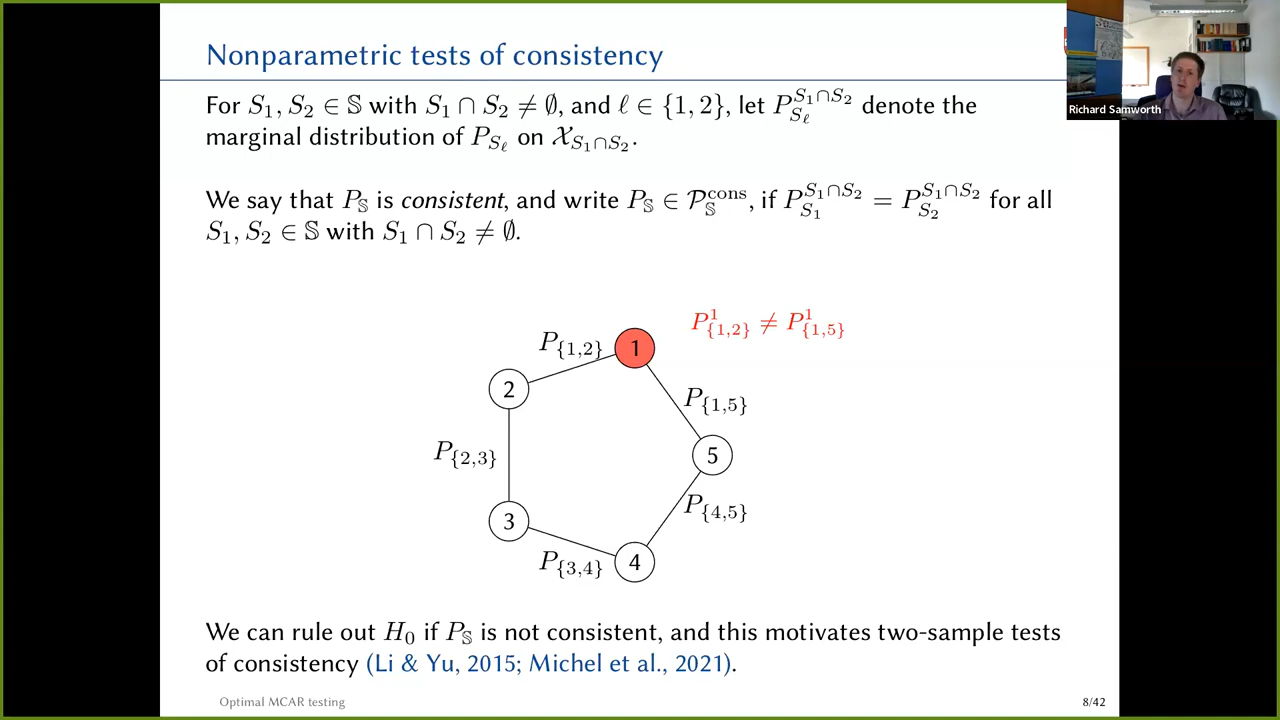 Nonparametric tests of consistency
For S₁, S₂ ∈ 𝕊 with S₁ ∩ S₂ ≠ ∅, and ℓ ∈ {1, 2}, let P_{S_ℓ}^{S₁∩S₂} denote the
marginal distribution of P_{S_ℓ} on 𝒳_{S₁∩S₂}.
We say that P_𝕊 is consistent, and write P_𝕊 ∈ 𝒫_𝕊^{cons}, if P_{S₁}^{S₁∩S₂} = P_{S₂}^{S₁∩S₂} for all
S₁, S₂ ∈ 𝕊 with S₁ ∩ S₂ ≠ ∅.
P^1_{\{1,2\}} ≠ P^1_{\{1,5\}}
P_{\{1,2\}}
1
2
P_{\{1,5\}}
P_{\{2,3\}}
5
P_{\{4,5\}}
3
P_{\{3,4\}}
4
We can rule out H₀ if P_𝕊 is not consistent, and this motivates two-sample tests
of consistency (Li & Yu, 2015; Michel et al., 2021).
Optimal MCAR testing
8/42
Richard Samworth